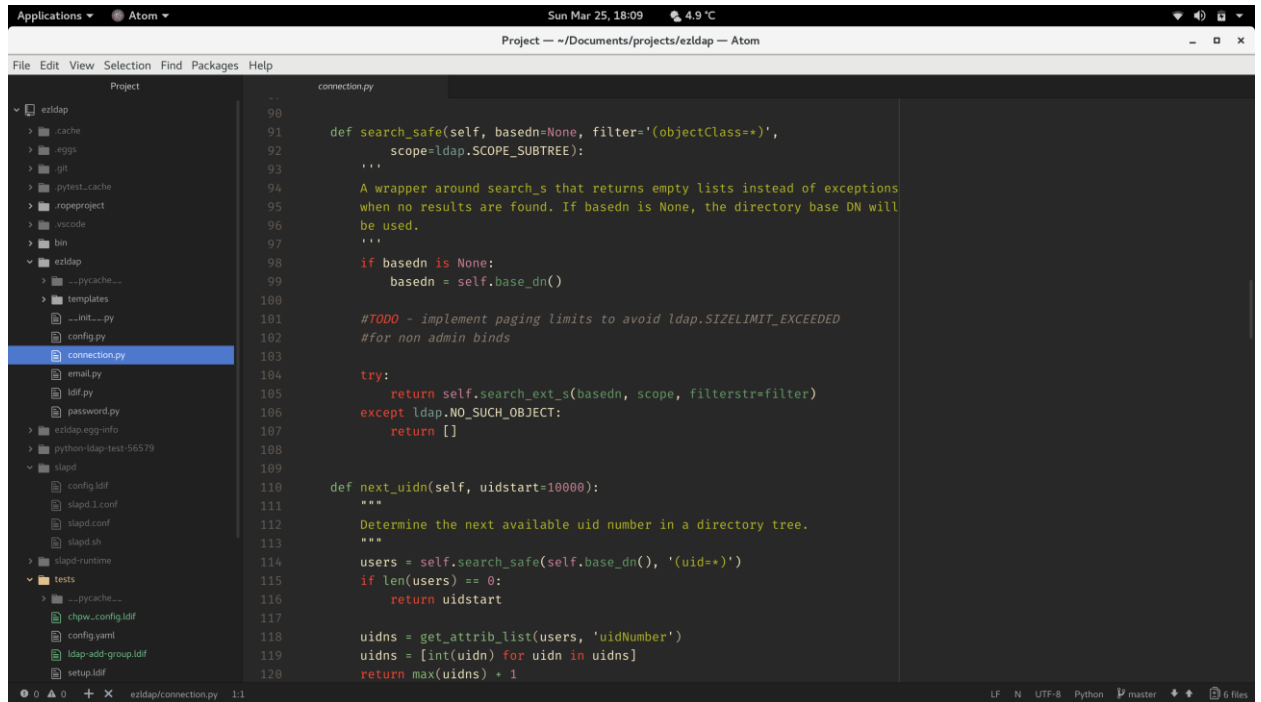 Applications Atom Sun Mar 25, 18:09 4.9 °C
Project — ~/Documents/projects/ezldap — Atom
File Edit View Selection Find Packages Help
Project
ezldap
.cache
.eggs
.git
.pytest_cache
.ropeproject
.vscode
bin
ezldap
__pycache__
templates
__init__.py
config.py
connection.py
email.py
ldif.py
password.py
ezldap.egg-info
python-ldap-test-56579
slapd
config.ldif
slapd.1.conf
slapd.conf
slapd.sh
slapd-runtime
tests
__pycache__
chpw_config.ldif
config.yaml
ldap-add-group.ldif
setup.ldif
connection.py
90
91 def search_safe(self, basedn=None, filter='(objectClass=*)',
92 scope=ldap.SCOPE_SUBTREE):
93 '''
94 A wrapper around search_s that returns empty lists instead of exceptions
95 when no results are found. If basedn is None, the directory base DN will
96 be used.
97 '''
98 if basedn is None:
99 basedn = self.base_dn()
100
101 #TODO - implement paging limits to avoid ldap.SIZELIMIT_EXCEEDED
102 #for non admin binds
103
104 try:
105 return self.search_ext_s(basedn, scope, filterstr=filter)
106 except ldap.NO_SUCH_OBJECT:
107 return []
108
109
110 def next_uidn(self, uidstart=10000):
111 """
112 Determine the next available uid number in a directory tree.
113 """
114 users = self.search_safe(self.base_dn(), '(uid=*)')
115 if len(users) == 0:
116 return uidstart
117
118 uidns = get_attrib_list(users, 'uidNumber')
119 uidns = [int(uidn) for uidn in uidns]
120 return max(uidns) + 1
0 0 ezldap/connection.py 1:1 LF N UTF-8 Python master 6 files